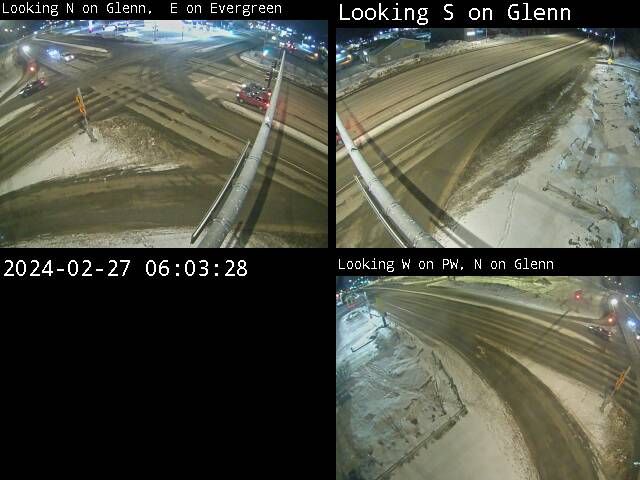 Looking N on Glenn,  E on Evergreen
Looking S on Glenn
2024-02-27 06:03:28
Looking W on PW, N on Glenn